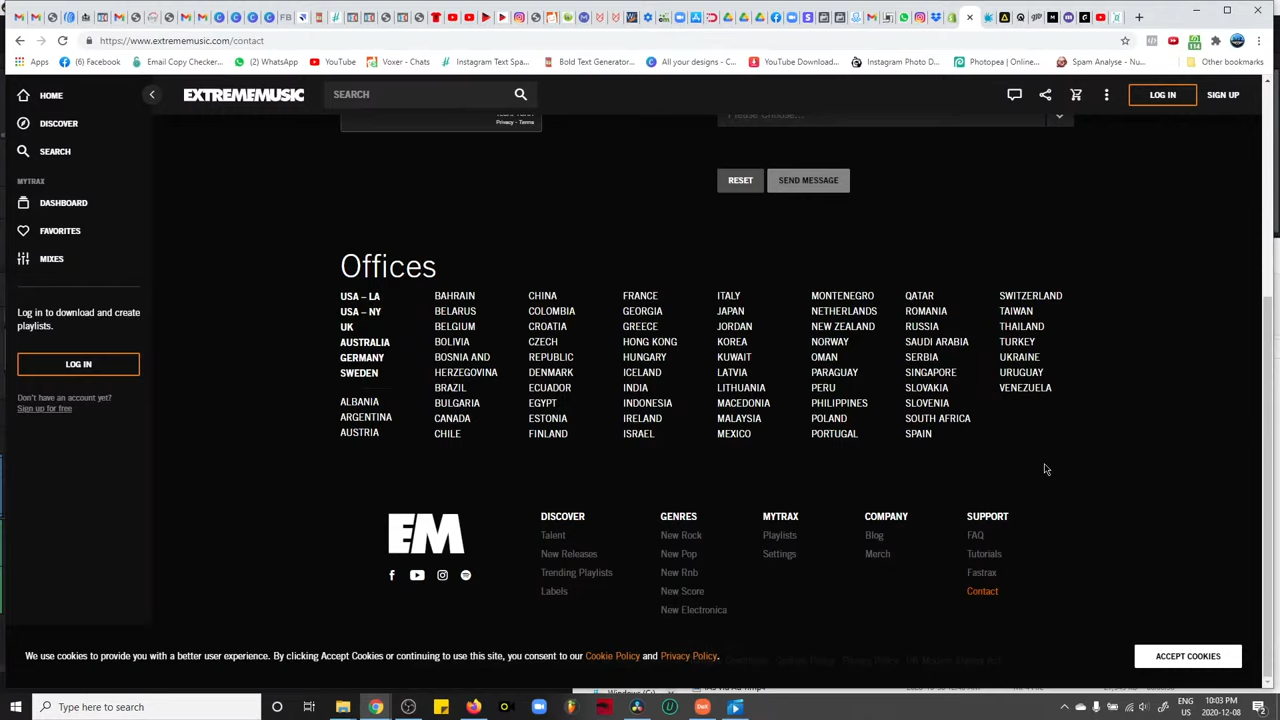 FB
https://www.extrememusic.com/contact
114
Apps
(6) Facebook
Email Copy Checker...
(2) WhatsApp
YouTube
Voxer - Chats
Instagram Text Spa...
Bold Text Generator...
All your designs - C...
YouTube Download...
Instagram Photo D...
Photopea | Online...
Spam Analyse - Nu...
Other bookmarks
HOME
EXTREMEMUSIC
SEARCH
LOG IN
SIGN UP
DISCOVER
Privacy - Terms
Please Choose...
SEARCH
MYTRAX
RESET
SEND MESSAGE
DASHBOARD
FAVORITES
MIXES
Log in to download and create
playlists.
LOG IN
Don't have an account yet?
Sign up for free
Offices
USA – LA
USA – NY
UK
AUSTRALIA
GERMANY
SWEDEN
ALBANIA
ARGENTINA
AUSTRIA
BAHRAIN
BELARUS
BELGIUM
BOLIVIA
BOSNIA AND
HERZEGOVINA
BRAZIL
BULGARIA
CANADA
CHILE
CHINA
COLOMBIA
CROATIA
CZECH
REPUBLIC
DENMARK
ECUADOR
EGYPT
ESTONIA
FINLAND
FRANCE
GEORGIA
GREECE
HONG KONG
HUNGARY
ICELAND
INDIA
INDONESIA
IRELAND
ISRAEL
ITALY
JAPAN
JORDAN
KOREA
KUWAIT
LATVIA
LITHUANIA
MACEDONIA
MALAYSIA
MEXICO
MONTENEGRO
NETHERLANDS
NEW ZEALAND
NORWAY
OMAN
PARAGUAY
PERU
PHILIPPINES
POLAND
PORTUGAL
QATAR
ROMANIA
RUSSIA
SAUDI ARABIA
SERBIA
SINGAPORE
SLOVAKIA
SLOVENIA
SOUTH AFRICA
SPAIN
SWITZERLAND
TAIWAN
THAILAND
TURKEY
UKRAINE
URUGUAY
VENEZUELA
EM
DISCOVER
Talent
New Releases
Trending Playlists
Labels
GENRES
New Rock
New Pop
New Rnb
New Score
New Electronica
MYTRAX
Playlists
Settings
COMPANY
Blog
Merch
SUPPORT
FAQ
Tutorials
Fastrax
Contact
We use cookies to provide you with a better user experience. By clicking Accept Cookies or continuing to use this site, you consent to our Cookie Policy and Privacy Policy.
ACCEPT COOKIES
Type here to search
ENG
US
10:03 PM
2020-12-08